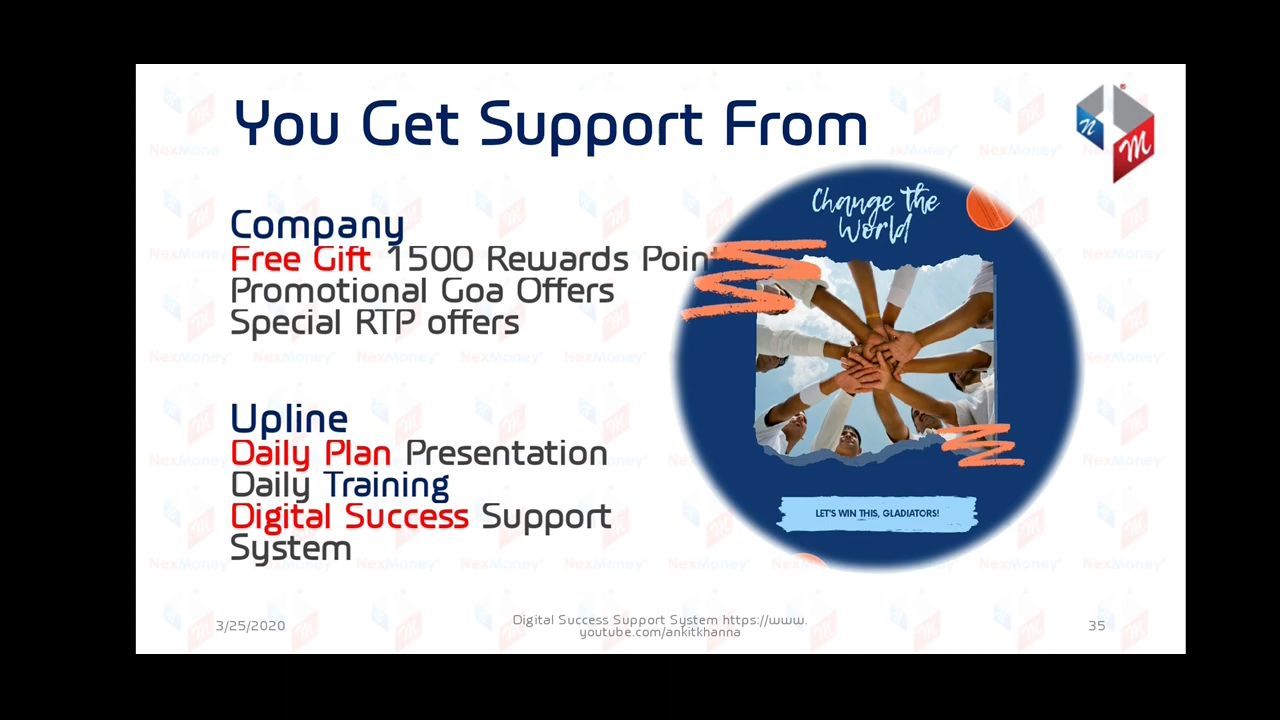 You Get Support From
Company
Free Gift 1500 Rewards Poin
Promotional Goa Offers
Special RTP offers
Upline
Daily Plan Presentation
Daily Training
Digital Success Support
System
Change the
World
LET'S WIN THIS, GLADIATORS!
3/25/2020
Digital Success Support System https://www.
youtube.com/ankitkhanna
35